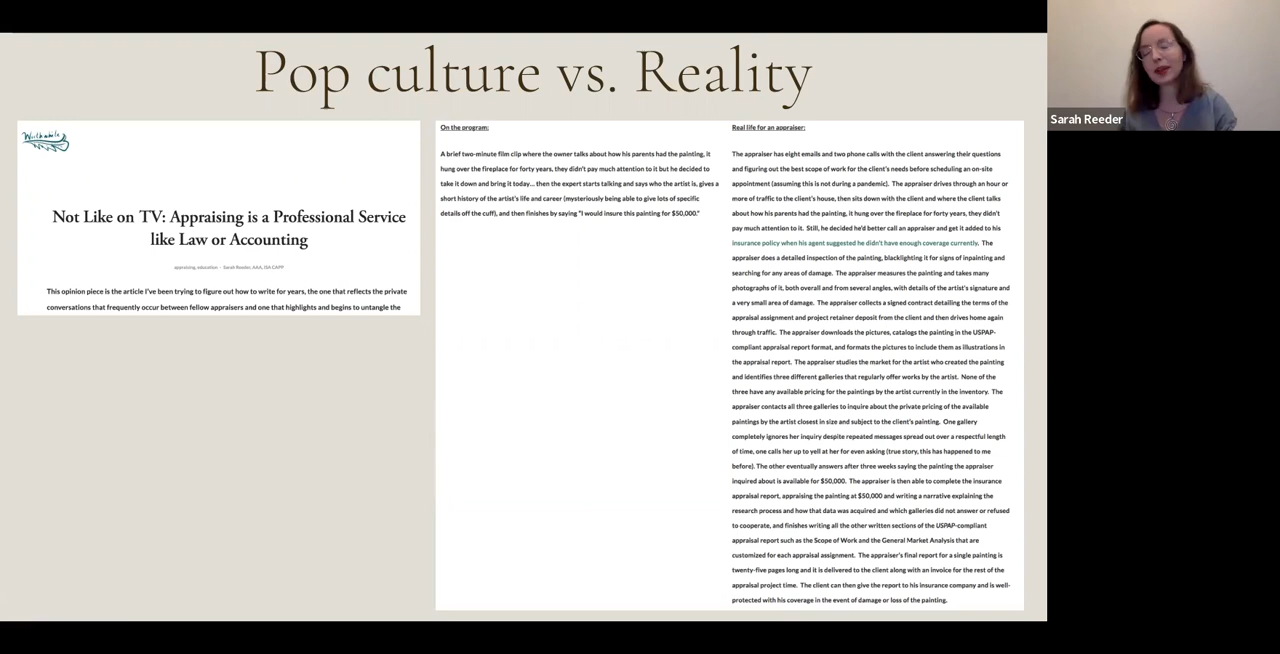 Pop culture vs. Reality
Sarah Reeder
Worthwhile
Not Like on TV: Appraising is a Professional Service
like Law or Accounting
appraising, education · Sarah Reeder, AAA, ISA CAPP
This opinion piece is the article I've been trying to figure out how to write for years, the one that reflects the private
conversations that frequently occur between fellow appraisers and one that highlights and begins to untangle the
On the program:
A brief two-minute film clip where the owner talks about how his parents had the painting, it
hung over the fireplace for forty years, they didn't pay much attention to it but he decided to
take it down and bring it today... then the expert starts talking and says who the artist is, gives a
short history of the artist's life and career (mysteriously being able to give lots of specific
details off the cuff), and then finishes by saying "I would insure this painting for $50,000."
Real life for an appraiser:
The appraiser has eight emails and two phone calls with the client answering their questions
and figuring out the best scope of work for the client's needs before scheduling an on-site
appointment (assuming this is not during a pandemic). The appraiser drives through an hour or
more of traffic to the client's house, then sits down with the client and where the client talks
about how his parents had the painting, it hung over the fireplace for forty years, they didn't
pay much attention to it. Still, he decided he'd better call an appraiser and get it added to his
insurance policy when his agent suggested he didn't have enough coverage currently. The
appraiser does a detailed inspection of the painting, blacklighting it for signs of inpainting and
searching for any areas of damage. The appraiser measures the painting and takes many
photographs of it, both overall and from several angles, with details of the artist's signature and
a very small area of damage. The appraiser collects a signed contract detailing the terms of the
appraisal assignment and project retainer deposit from the client and then drives home again
through traffic. The appraiser downloads the pictures, catalogs the painting in the USPAP-
compliant appraisal report format, and formats the pictures to include them as illustrations in
the appraisal report. The appraiser studies the market for the artist who created the painting
and identifies three different galleries that regularly offer works by the artist. None of the
three have any available pricing for the paintings by the artist currently in the inventory. The
appraiser contacts all three galleries to inquire about the private pricing of the available
paintings by the artist closest in size and subject to the client's painting. One gallery
completely ignores her inquiry despite repeated messages spread out over a respectful length
of time, one calls her up to yell at her for even asking (true story, this has happened to me
before). The other eventually answers after three weeks saying the painting the appraiser
inquired about is available for $50,000. The appraiser is then able to complete the insurance
appraisal report, appraising the painting at $50,000 and writing a narrative explaining the
research process and how that data was acquired and which galleries did not answer or refused
to cooperate, and finishes writing all the other written sections of the USPAP-compliant
appraisal report such as the Scope of Work and the General Market Analysis that are
customized for each appraisal assignment. The appraiser's final report for a single painting is
twenty-five pages long and it is delivered to the client along with an invoice for the rest of the
appraisal project time. The client can then give the report to his insurance company and is well-
protected with his coverage in the event of damage or loss of the painting.